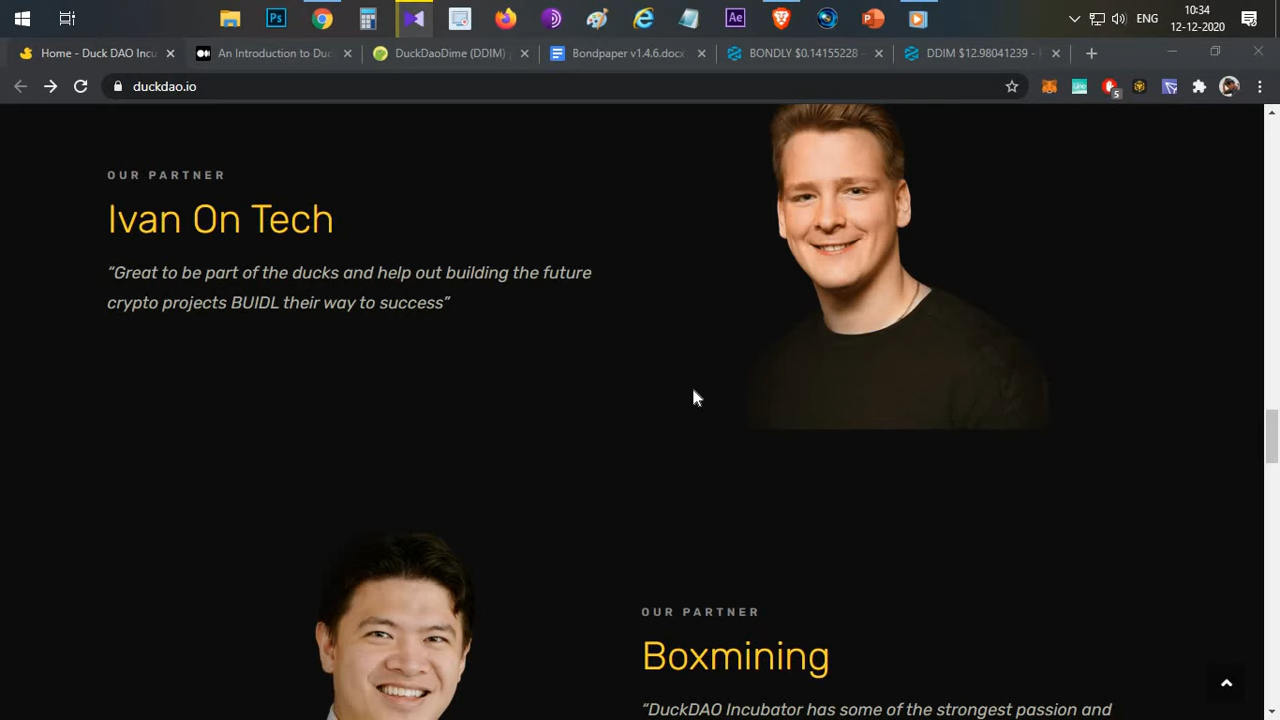 Ps
Ae
ENG
10:34
12-12-2020
Home - Duck DAO Incu
An Introduction to Duc
DuckDaoDime (DDIM)
Bondpaper v1.4.6.docx
BONDLY $0.14155228 -
DDIM $12.98041239 -
duckdao.io
5
OUR PARTNER
Ivan On Tech
“Great to be part of the ducks and help out building the future
crypto projects BUIDL their way to success”
OUR PARTNER
Boxmining
“DuckDAO Incubator has some of the strongest passion and